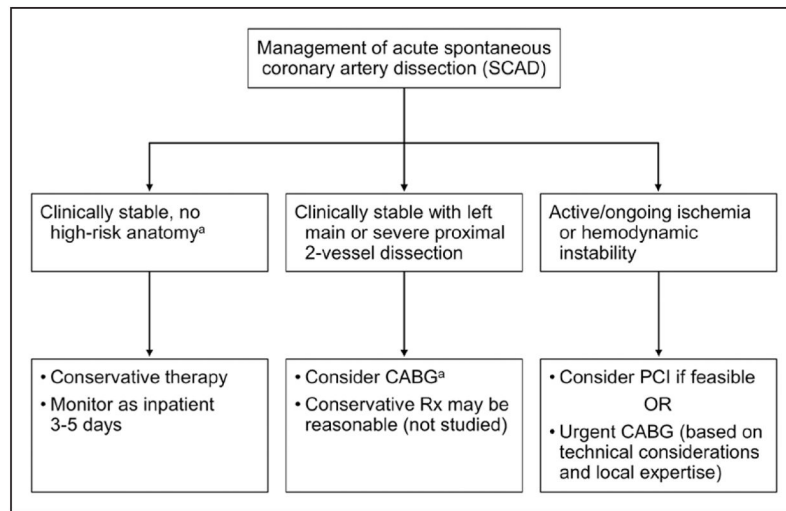 Management of acute spontaneous
coronary artery dissection (SCAD)
Clinically stable, no
high-risk anatomyᵃ
Clinically stable with left
main or severe proximal
2-vessel dissection
Active/ongoing ischemia
or hemodynamic
instability
• Conservative therapy
• Monitor as inpatient
3-5 days
• Consider CABGᵃ
• Conservative Rx may be
reasonable (not studied)
• Consider PCI if feasible
OR
• Urgent CABG (based on
technical considerations
and local expertise)